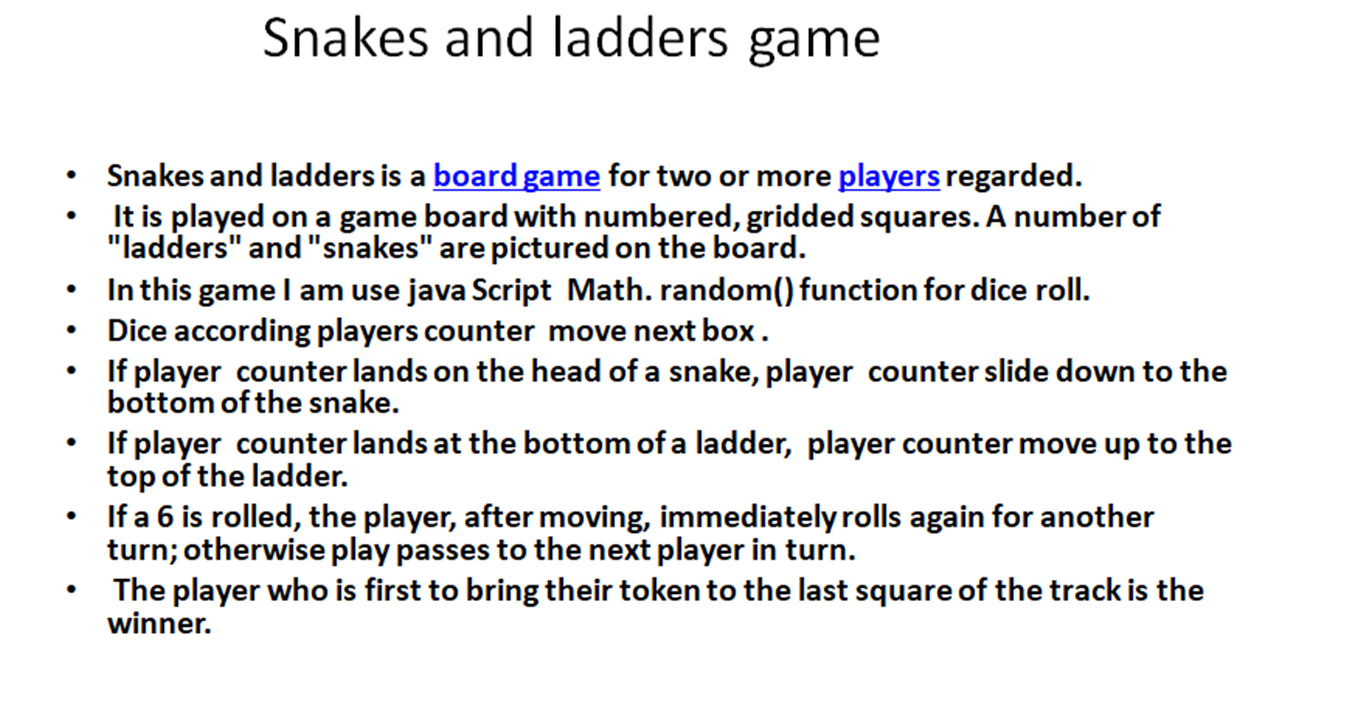 Snakes and ladders game
• Snakes and ladders is a board game for two or more players regarded.
• It is played on a game board with numbered, gridded squares. A number of
"ladders" and "snakes" are pictured on the board.
• In this game I am use java Script Math. random() function for dice roll.
• Dice according players counter move next box .
• If player counter lands on the head of a snake, player counter slide down to the
bottom of the snake.
• If player counter lands at the bottom of a ladder, player counter move up to the
top of the ladder.
• If a 6 is rolled, the player, after moving, immediately rolls again for another
turn; otherwise play passes to the next player in turn.
• The player who is first to bring their token to the last square of the track is the
winner.